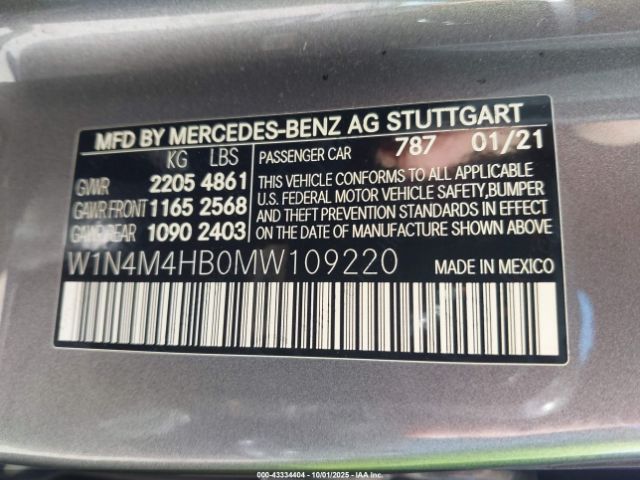 MFD BY MERCEDES-BENZ AG STUTTGART
KG LBS
GVWR 2205 4861
GAWR FRONT 1165 2568
GAWR REAR 1090 2403
PASSENGER CAR 787 01/21
THIS VEHICLE CONFORMS TO ALL APPLICABLE
U.S. FEDERAL MOTOR VEHICLE SAFETY, BUMPER
AND THEFT PREVENTION STANDARDS IN EFFECT
ON THE DATE OF MANUFACTURE SHOWN ABOVE
W1N4M4HB0MW109220 MADE IN MEXICO
000-43334404 | 10/01/2025 | IAA Inc.